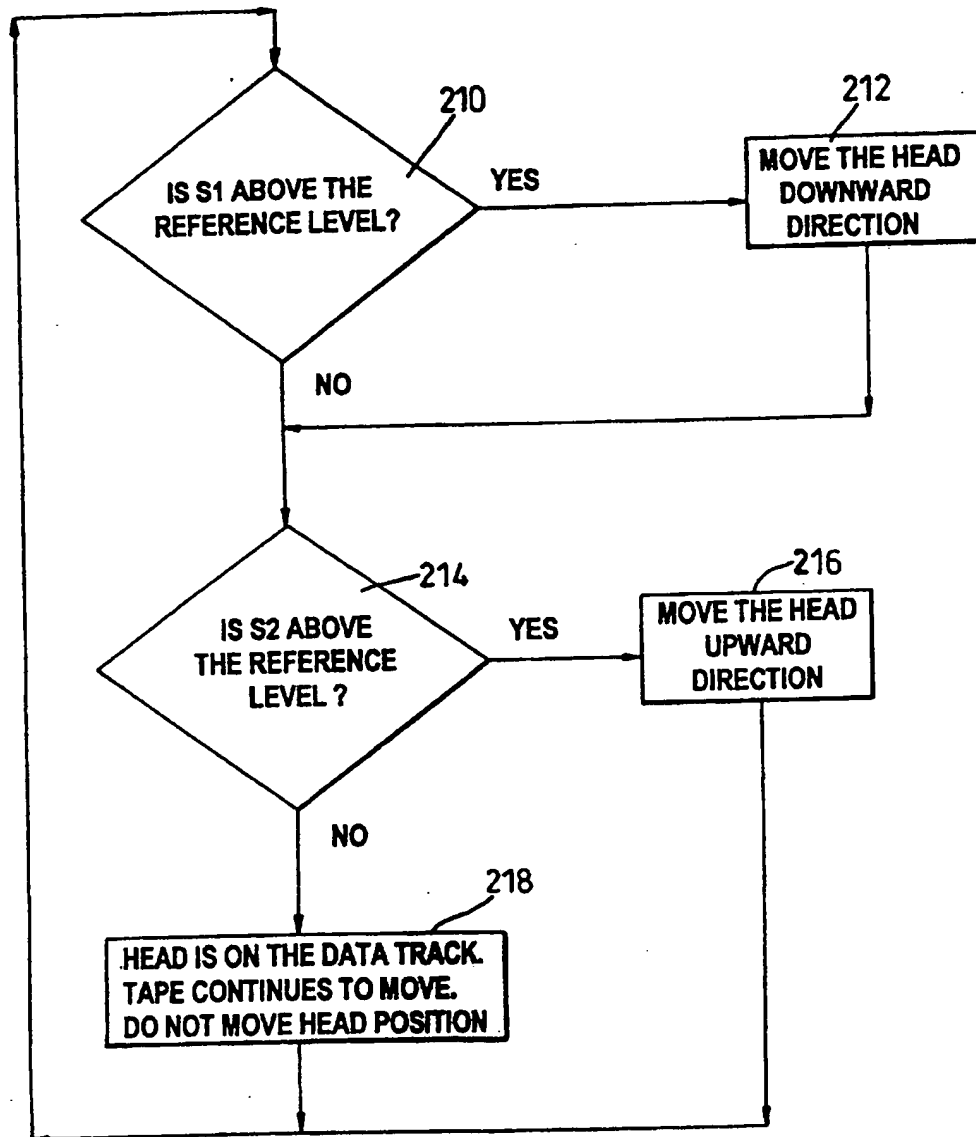 210
212
IS S1 ABOVE THE
REFERENCE LEVEL?
YES
MOVE THE HEAD
DOWNWARD
DIRECTION
NO
214
216
IS S2 ABOVE
THE REFERENCE
LEVEL ?
YES
MOVE THE HEAD
UPWARD
DIRECTION
NO
218
HEAD IS ON THE DATA TRACK.
TAPE CONTINUES TO MOVE.
DO NOT MOVE HEAD POSITION